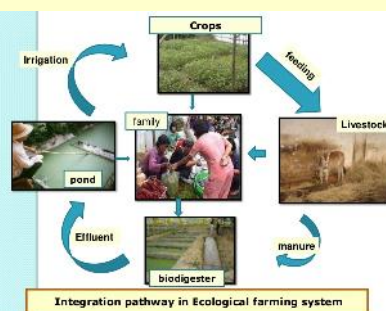 Crops
Irrigation
feeding
family
Livestock
pond
Effluent
manure
biodigester
Integration pathway in Ecological farming system